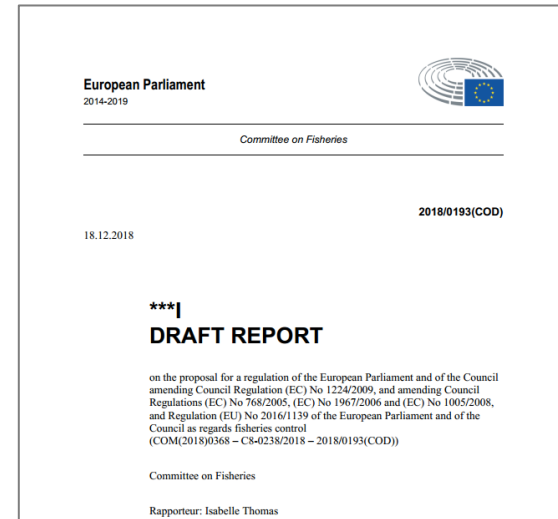 European Parliament
2014-2019
Committee on Fisheries
2018/0193(COD)
18.12.2018
***I
DRAFT REPORT
on the proposal for a regulation of the European Parliament and of the Council
amending Council Regulation (EC) No 1224/2009, and amending Council
Regulations (EC) No 768/2005, (EC) No 1967/2006 and (EC) No 1005/2008,
and Regulation (EU) No 2016/1139 of the European Parliament and of the
Council as regards fisheries control
(COM(2018)0368 – C8-0238/2018 – 2018/0193(COD))
Committee on Fisheries
Rapporteur: Isabelle Thomas